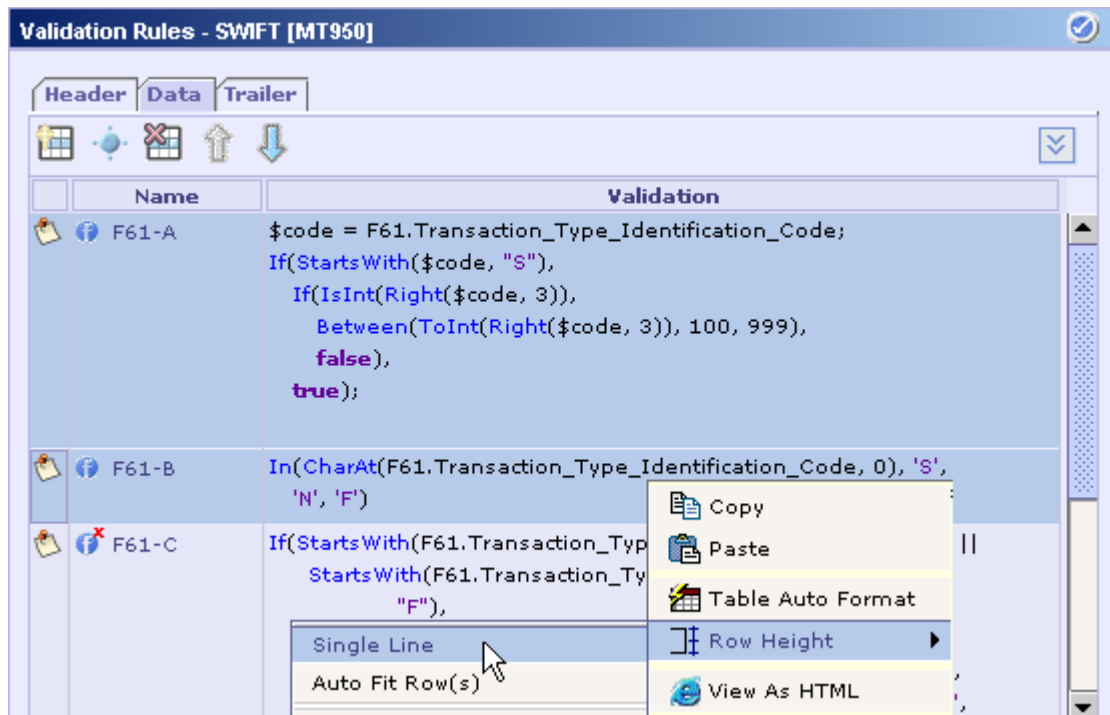 Validation Rules - SWIFT [MT950]
Header Data Trailer
Name Validation
F61-A $code = F61.Transaction_Type_Identification_Code;
If(StartsWith($code, "S"),
If(IsInt(Right($code, 3)),
Between(ToInt(Right($code, 3)), 100, 999),
false),
true);
F61-B In(CharAt(F61.Transaction_Type_Identification_Code, 0), 'S',
'N', 'F')
F61-C If(StartsWith(F61.Transaction_Typ ||
StartsWith(F61.Transaction_Ty
"F"),
Copy
Paste
Table Auto Format
Row Height
View As HTML
Single Line
Auto Fit Row(s)